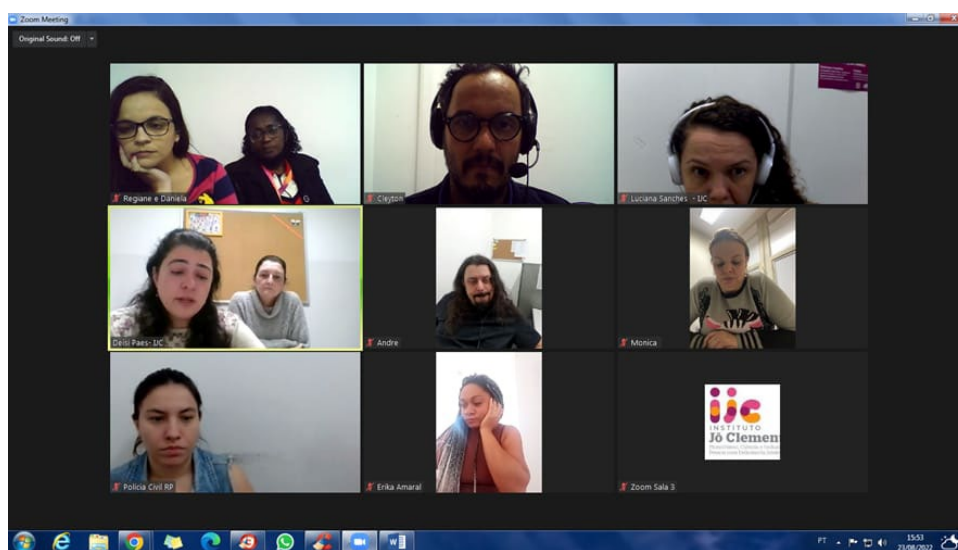 Zoom Meeting
Original Sound: Off
Regiane e Daniela
Cleyton
Luciana Sanches - IJC
Deisi Paes- IJC
Andre
Monica
Policia Civil RP
Erika Amaral
ijc
INSTITUTO
Jô Clemen
Zoom Sala 3
PT
15:53
23/08/2022